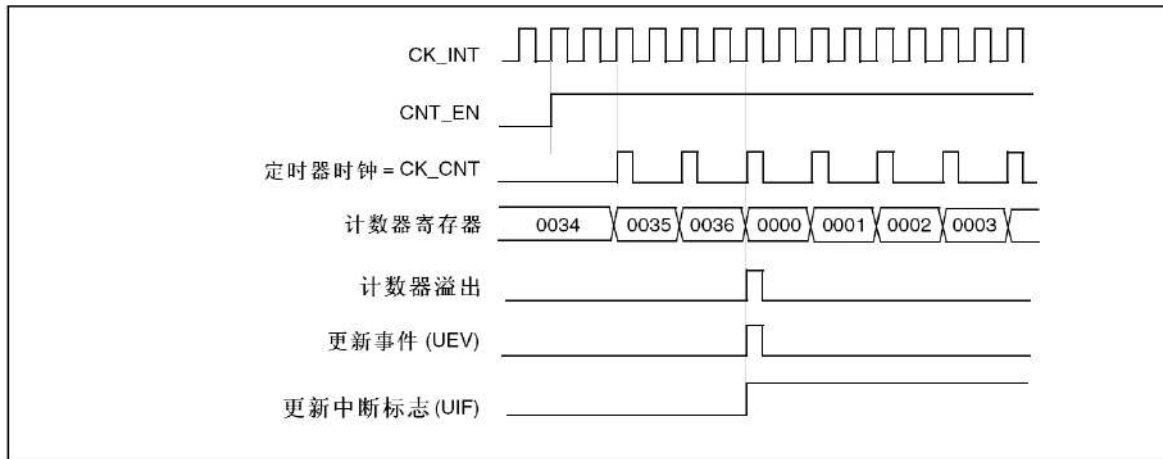 CK_INT
CNT_EN
定时器时钟 = CK_CNT
计数器寄存器 0034 0035 0036 0000 0001 0002 0003
计数器溢出
更新事件 (UEV)
更新中断标志 (UIF)